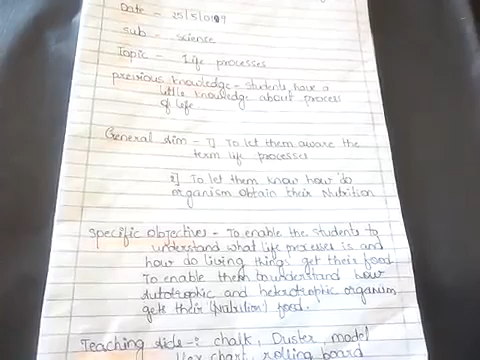 Date - 25/5/0109
Sub - science
Topic - Life processes
previous knowledge - students have a
little knowledge about process
of life
General Aim - 1] To let them aware the
term life processes
2] To let them know how do
organism obtain their Nutrition
Specific Objectives - To enable the students to
understand what life processes is and
how do living things get their food.
To enable them to understand how
Autotrophic and hetrotrophic organism
gets their (Nutrition) food.
Teaching Aids -: chalk, Duster, model
flex chart, rolling board